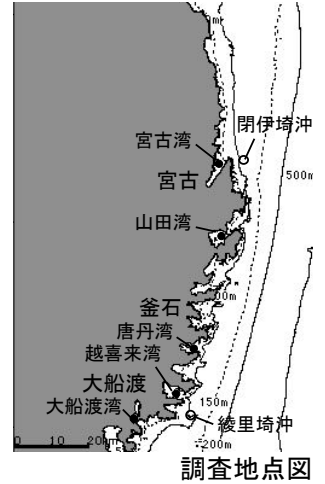 閉伊埼沖
宮古湾
宮古
500m
山田湾
釜石
唐丹湾
越喜来湾
大船渡
大船渡湾
150m
綾里埼沖
0 10 20
200m
調査地点図